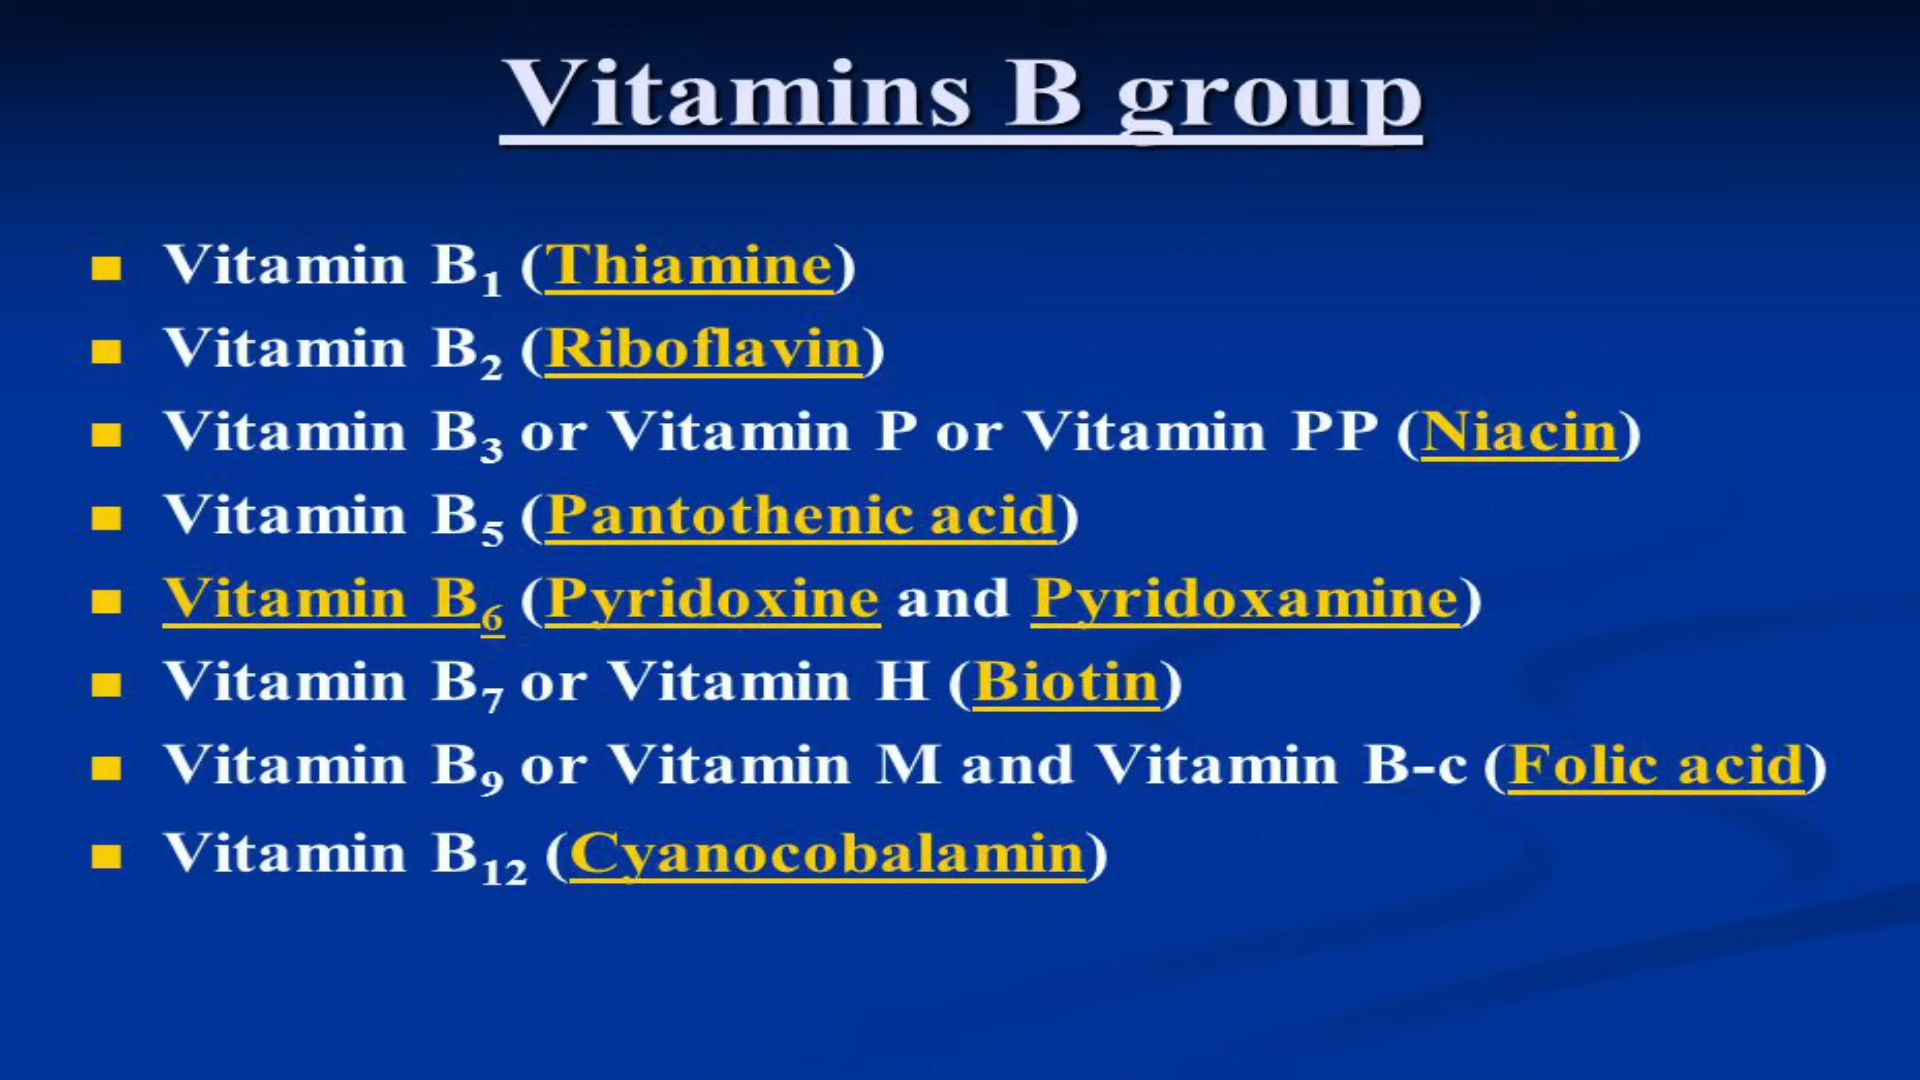 Vitamins B group
■ Vitamin B₁ (Thiamine)
■ Vitamin B₂ (Riboflavin)
■ Vitamin B₃ or Vitamin P or Vitamin PP (Niacin)
■ Vitamin B₅ (Pantothenic acid)
■ Vitamin B₆ (Pyridoxine and Pyridoxamine)
■ Vitamin B₇ or Vitamin H (Biotin)
■ Vitamin B₉ or Vitamin M and Vitamin B-c (Folic acid)
■ Vitamin B₁₂ (Cyanocobalamin)